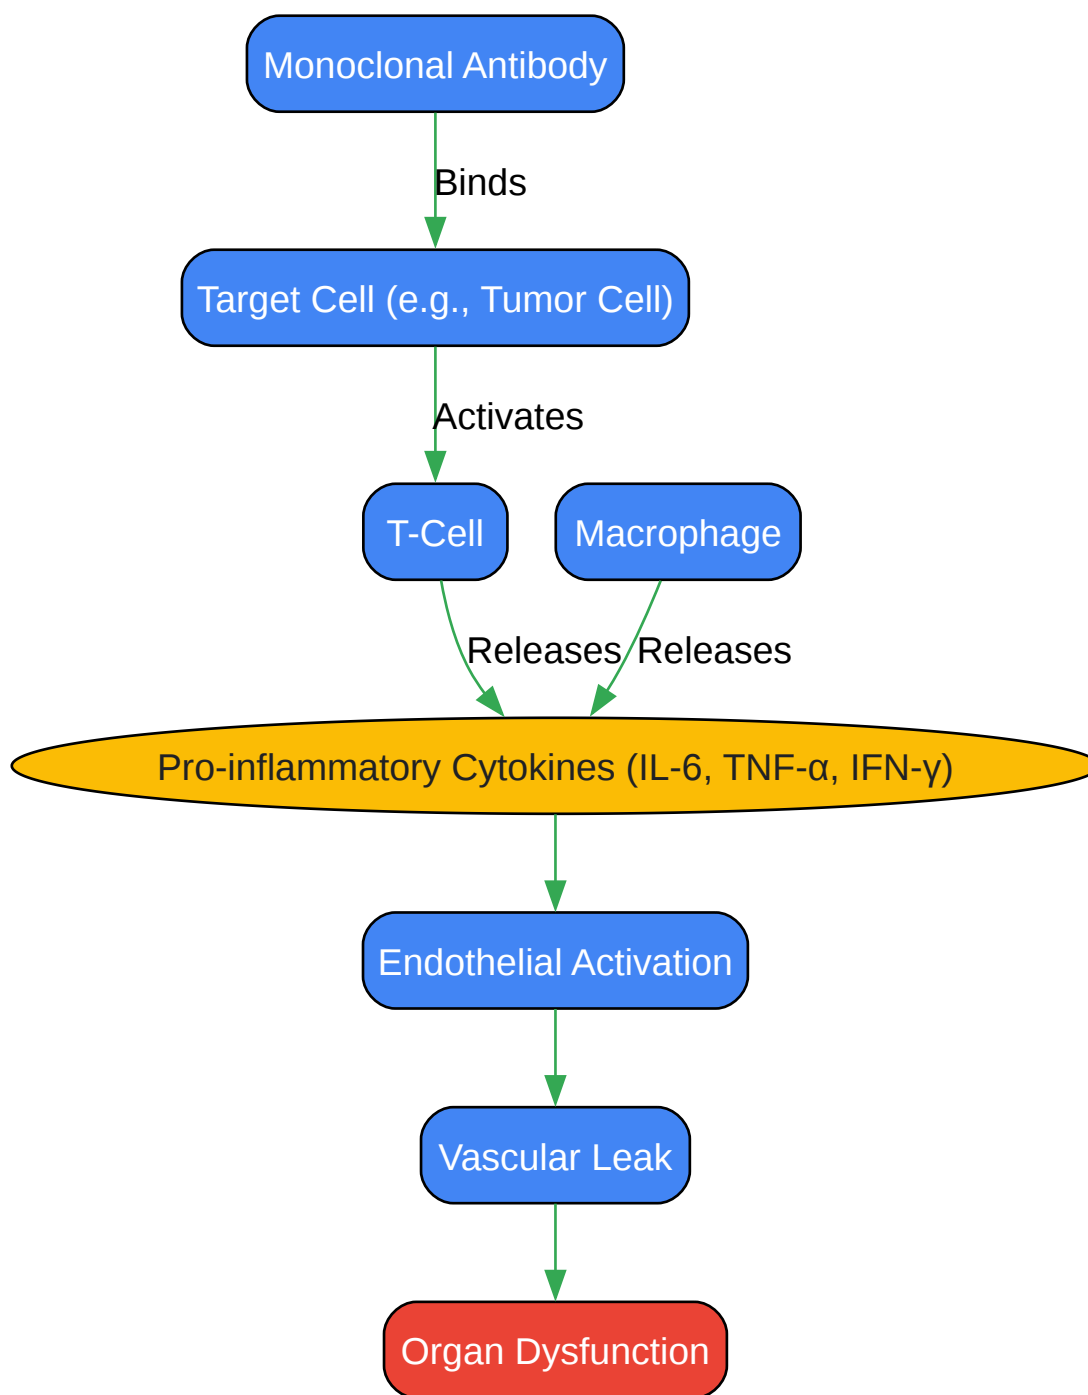 Monoclonal Antibody
Binds
Target Cell (e.g., Tumor Cell)
Activates
T-Cell
Macrophage
Releases
Releases
Pro-inflammatory Cytokines (IL-6, TNF-α, IFN-γ)
Endothelial Activation
Vascular Leak
Organ Dysfunction